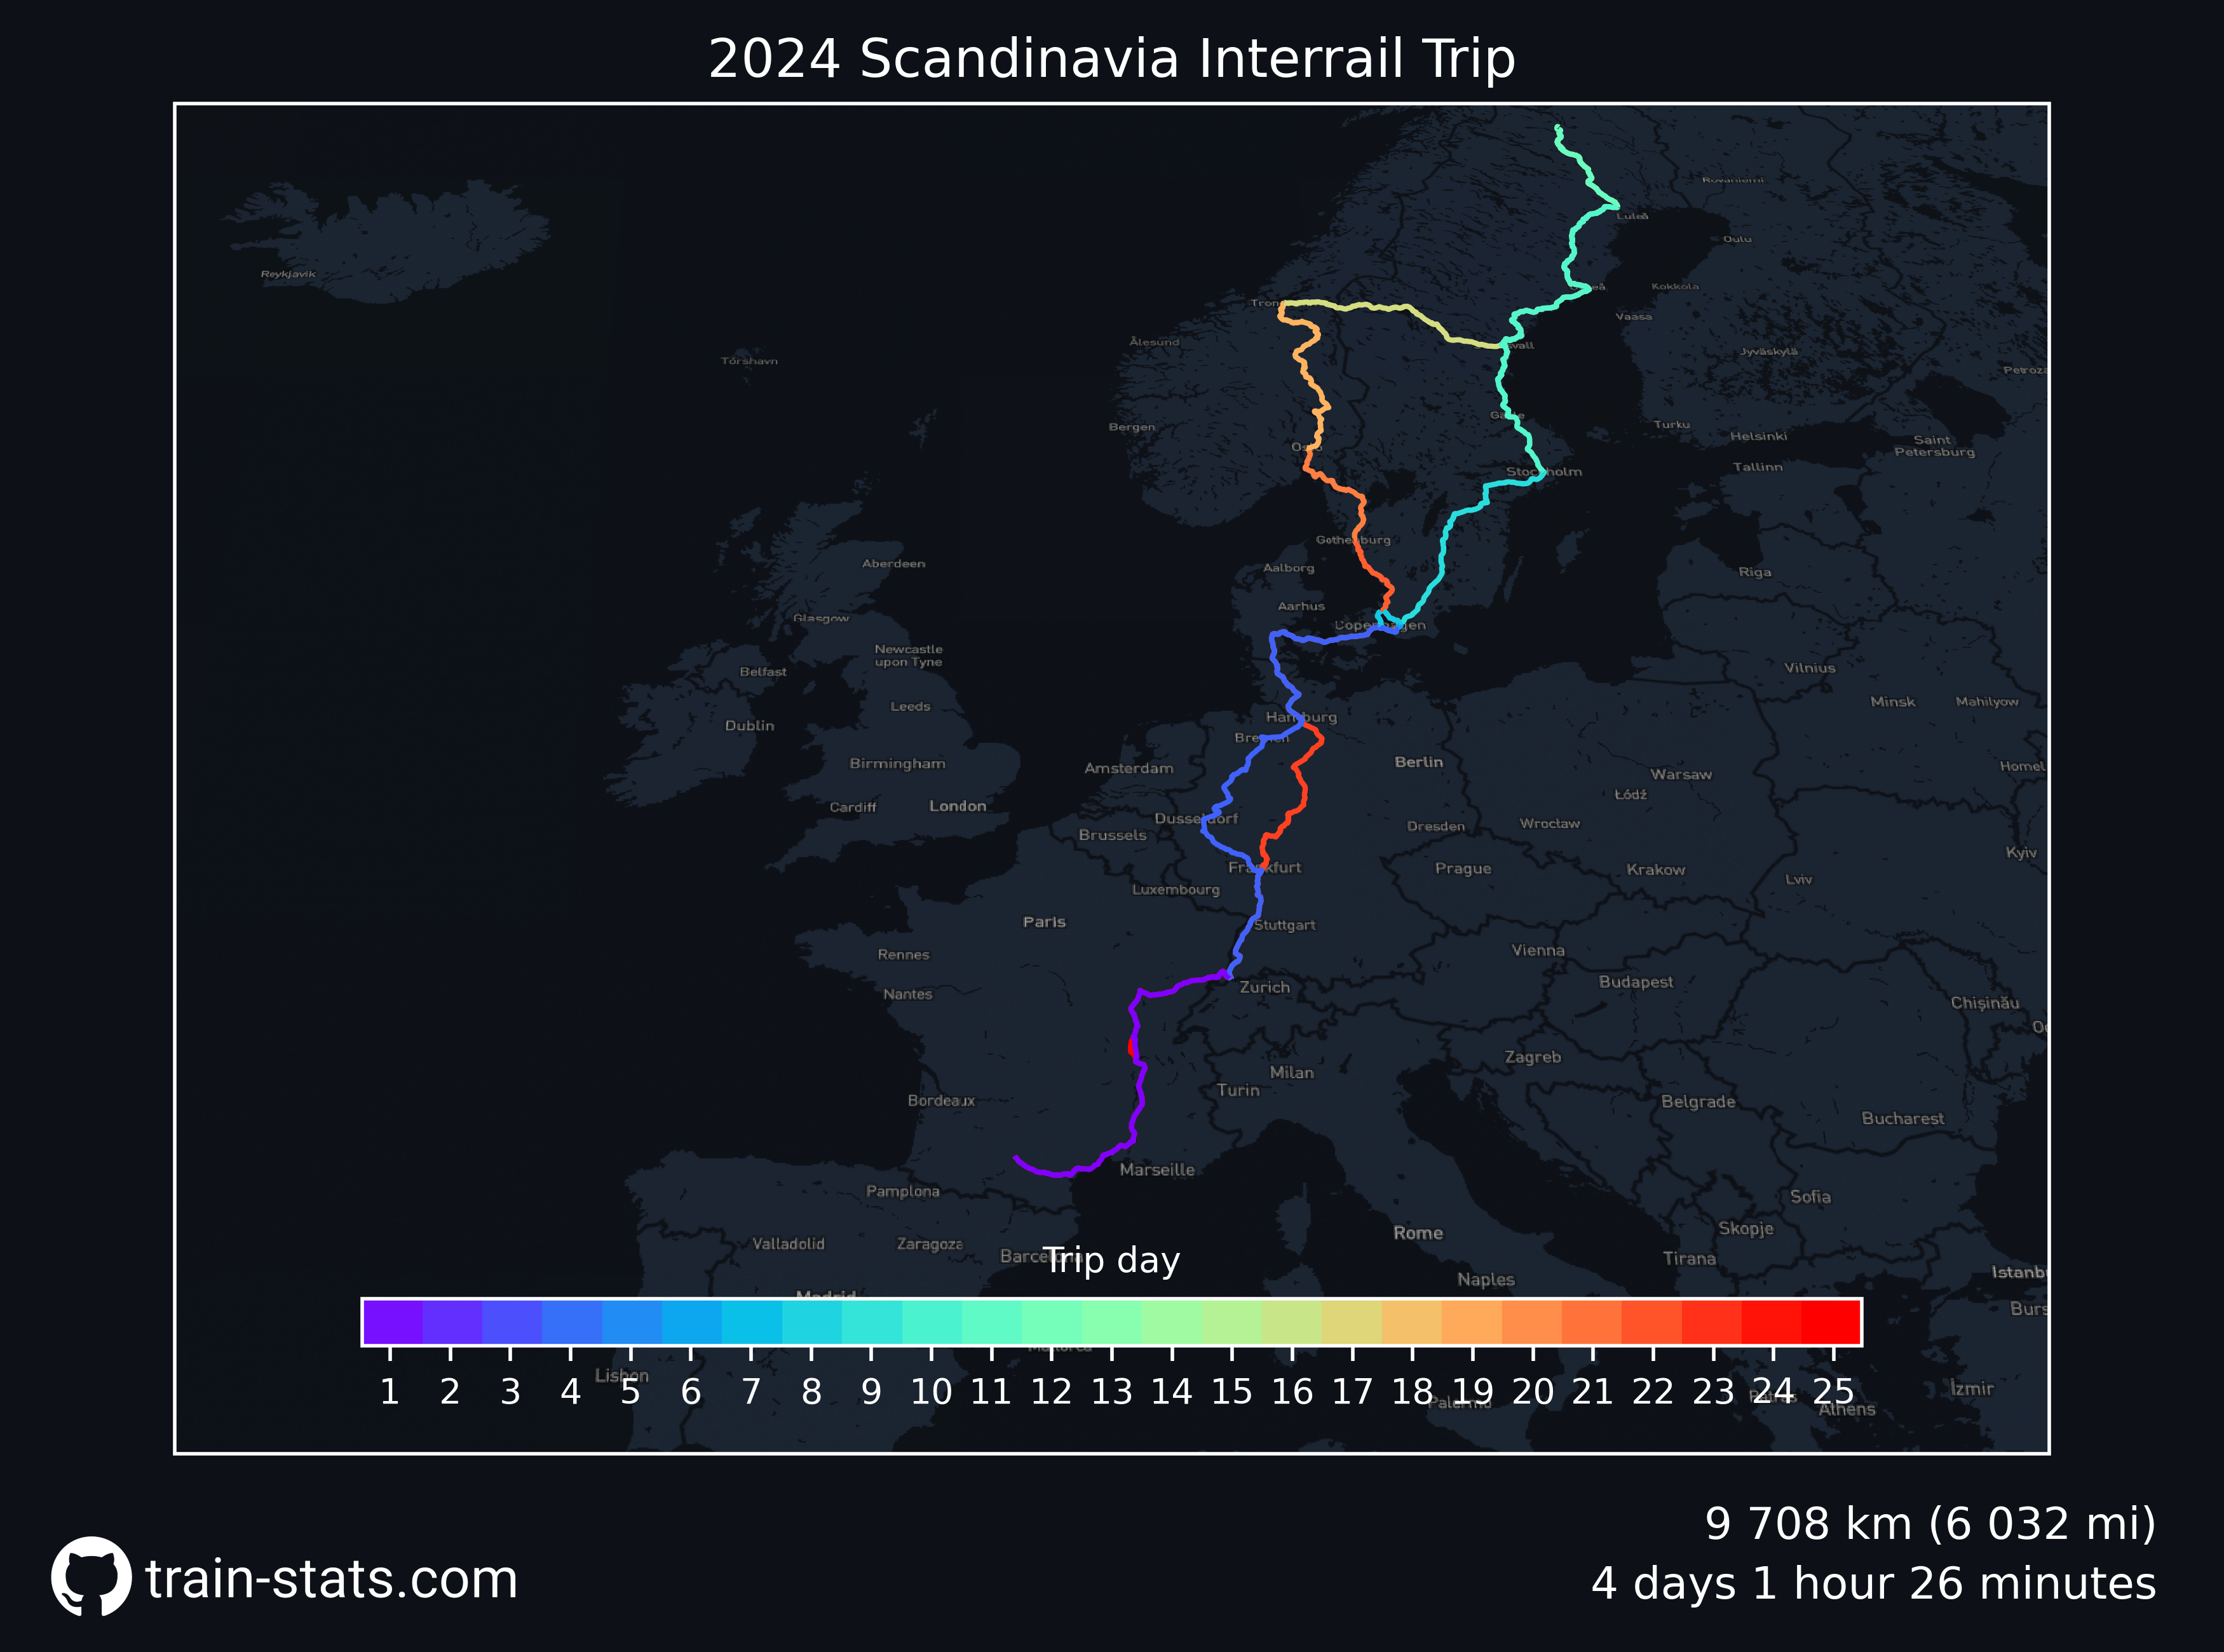 2024 Scandinavia Interrail Trip
Rovaniemi
Luleå
Oulu
Reykjavik
Kokkola
Vaasa
Ålesund
Jyväskylä
Tórshavn
Bergen
Turku
Helsinki
Saint
Petersburg
Tallinn
Stockholm
Gothenburg
Aberdeen
Aalborg
Riga
Aarhus
Glasgow
Copenhagen
Newcastle
upon Tyne
Belfast
Vilnius
Minsk
Mahilyow
Leeds
Hamburg
Dublin
Bremen
Birmingham
Amsterdam
Berlin
Homel
Warsaw
Cardiff
London
Łódź
Dusseldorf
Brussels
Dresden
Wrocław
Kyiv
Frankfurt
Prague
Krakow
Lviv
Luxembourg
Paris
Stuttgart
Rennes
Vienna
Nantes
Zurich
Budapest
Chișinău
Zagreb
Milan
Turin
Bordeaux
Belgrade
Bucharest
Marseille
Pamplona
Sofia
Skopje
Rome
Valladolid
Zaragoza
Barcelona
Trip day
Tirana
Naples
Istanbu
Madrid
Burs
Mallorca
Lisbon
Palermo
Patras
Athens
İzmir
1 2 3 4 5 6 7 8 9 10 11 12 13 14 15 16 17 18 19 20 21 22 23 24 25
9 708 km (6 032 mi)
4 days 1 hour 26 minutes
train-stats.com